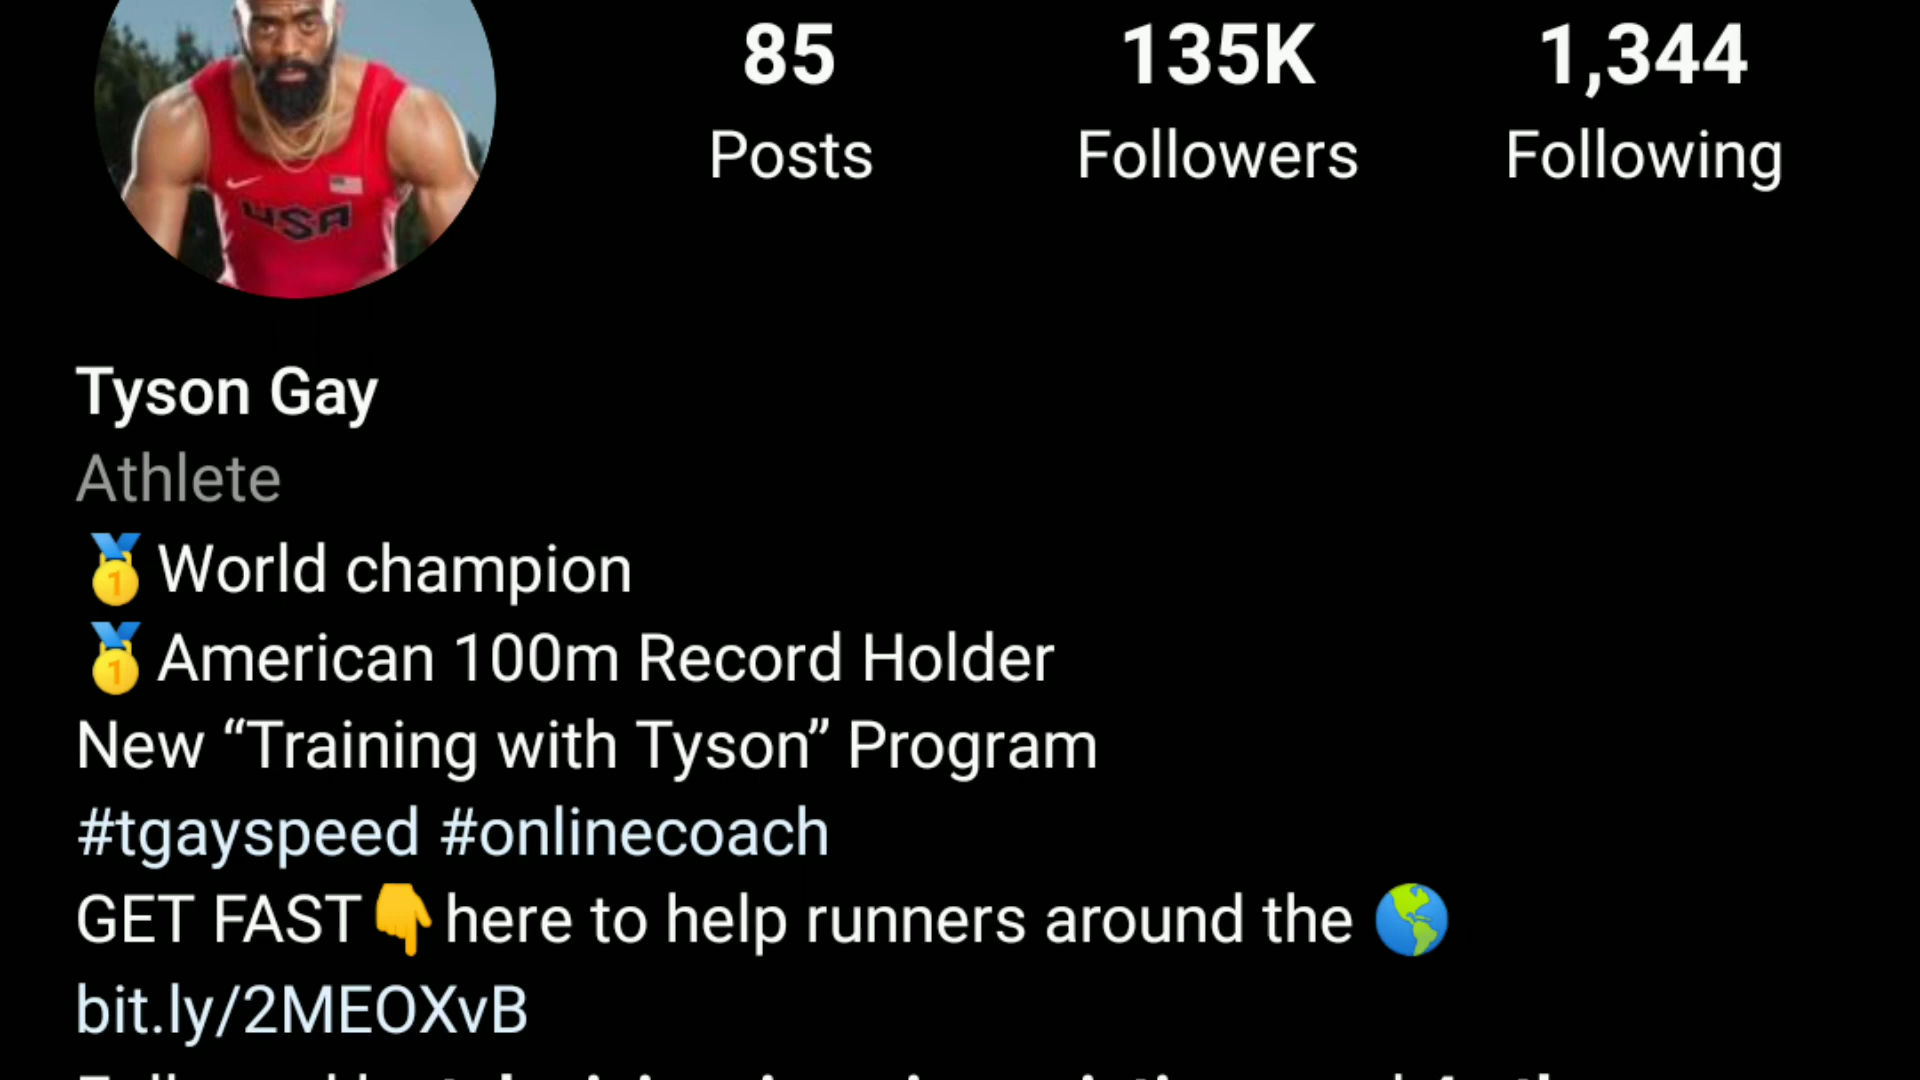 85 135K 1,344
Posts Followers Following
USA
Tyson Gay
Athlete
🥇World champion
🥇American 100m Record Holder
New “Training with Tyson” Program
#tgayspeed #onlinecoach
GET FAST👇here to help runners around the 🌎
bit.ly/2MEOXvB